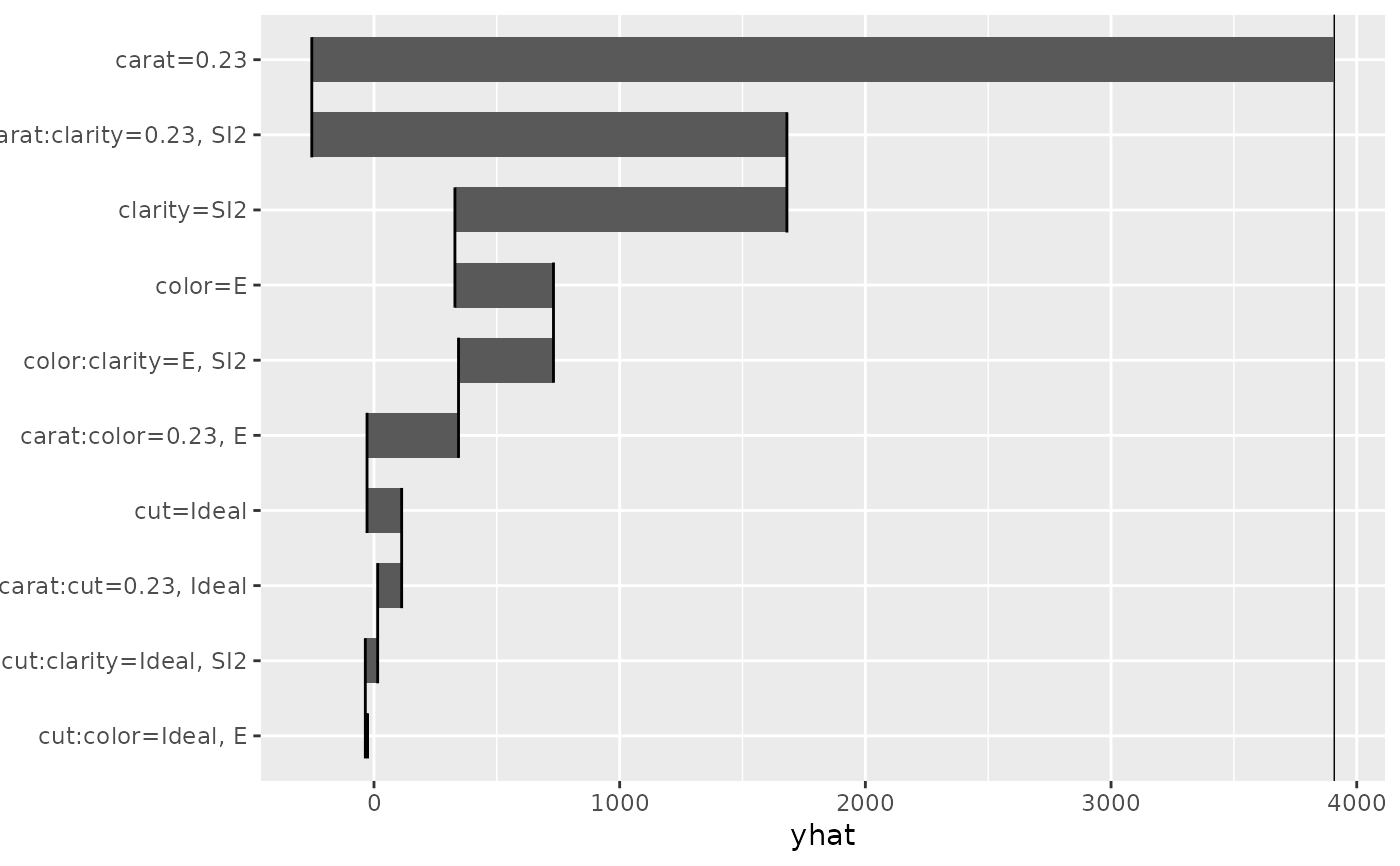 carat=0.23
arat:clarity=0.23, SI2
clarity=SI2
color=E
color:clarity=E, SI2
carat:color=0.23, E
cut=Ideal
carat:cut=0.23, Ideal
cut:clarity=Ideal, SI2
cut:color=Ideal, E
0 1000 2000 3000 4000
yhat